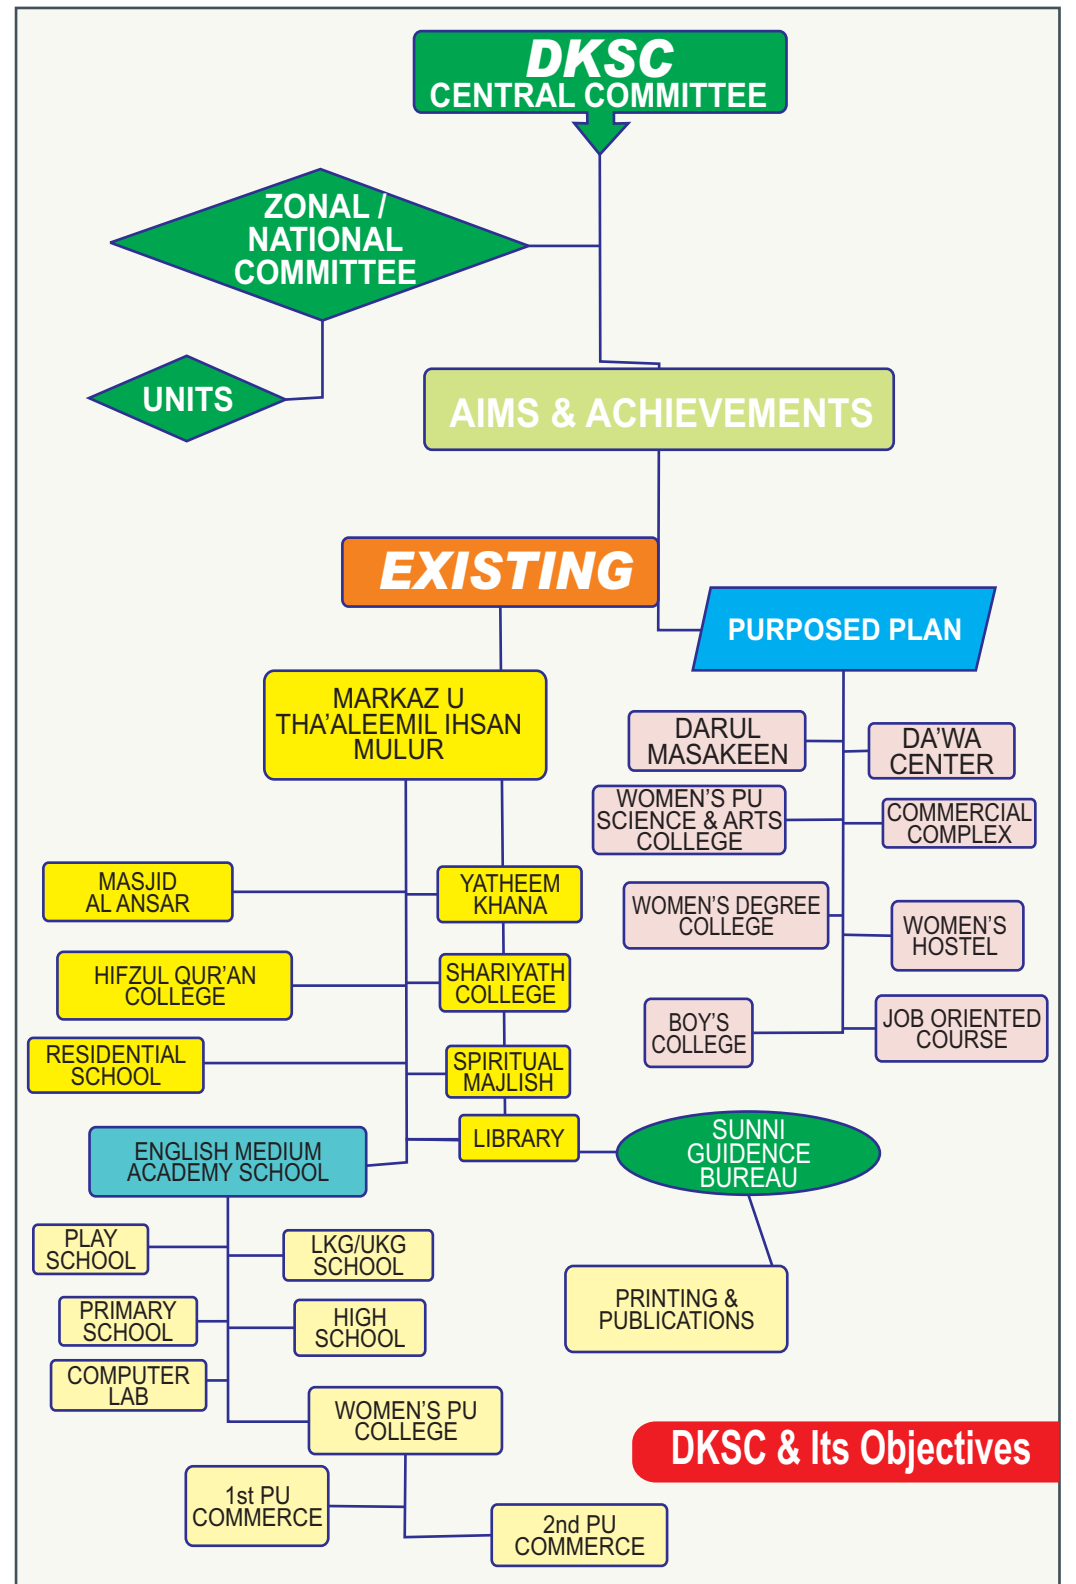 DKSC
CENTRAL COMMITTEE
ZONAL /
NATIONAL
COMMITTEE
UNITS
AIMS & ACHIEVEMENTS
EXISTING
PURPOSED PLAN
MARKAZ U
THA’ALEEMIL IHSAN
MULUR
DARUL
MASAKEEN
DA’WA
CENTER
WOMEN’S PU
SCIENCE & ARTS
COLLEGE
COMMERCIAL
COMPLEX
WOMEN’S DEGREE
COLLEGE
WOMEN’S
HOSTEL
BOY’S
COLLEGE
JOB ORIENTED
COURSE
MASJID
AL ANSAR
YATHEEM
KHANA
HIFZUL QUR’AN
COLLEGE
SHARIYATH
COLLEGE
RESIDENTIAL
SCHOOL
SPIRITUAL
MAJLISH
LIBRARY
SUNNI
GUIDENCE
BUREAU
ENGLISH MEDIUM
ACADEMY SCHOOL
PLAY
SCHOOL
LKG/UKG
SCHOOL
PRIMARY
SCHOOL
HIGH
SCHOOL
PRINTING &
PUBLICATIONS
COMPUTER
LAB
WOMEN’S PU
COLLEGE
DKSC & Its Objectives
1st PU
COMMERCE
2nd PU
COMMERCE